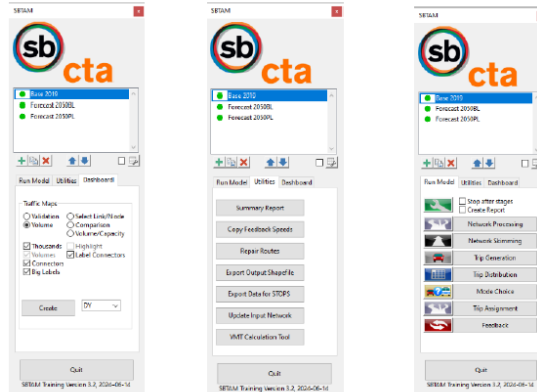 SBTAM
sb
cta
Base 2019
Forecast 2050BL
Forecast 2050PL
Run Model Utilities Dashboard
Traffic Maps
Validation Select Link/Node
Volume Comparison
Volume/Capacity
Thousands Highlight
Volumes Label Connectors
Connectors
Big Labels
Create DY
Quit
SBTAM Training Version 3.2, 2024-06-14
SBTAM
sb
cta
Base 2019
Forecast 2050BL
Forecast 2050PL
Run Model Utilities Dashboard
Summary Report
Copy Feedback Speeds
Repair Routes
Export Output Shapefile
Export Data for STOPS
Update Input Network
VMT Calculation Tool
Quit
SBTAM Training Version 3.2, 2024-06-14
SBTAM
sb
cta
Base 2019
Forecast 2050BL
Forecast 2050PL
Run Model Utilities Dashboard
Stop after stages
Create Report
Network Processing
Network Skimming
Trip Generation
Trip Distribution
Mode Choice
Trip Assignment
Feedback
Quit
SBTAM Training Version 3.2, 2024-06-14